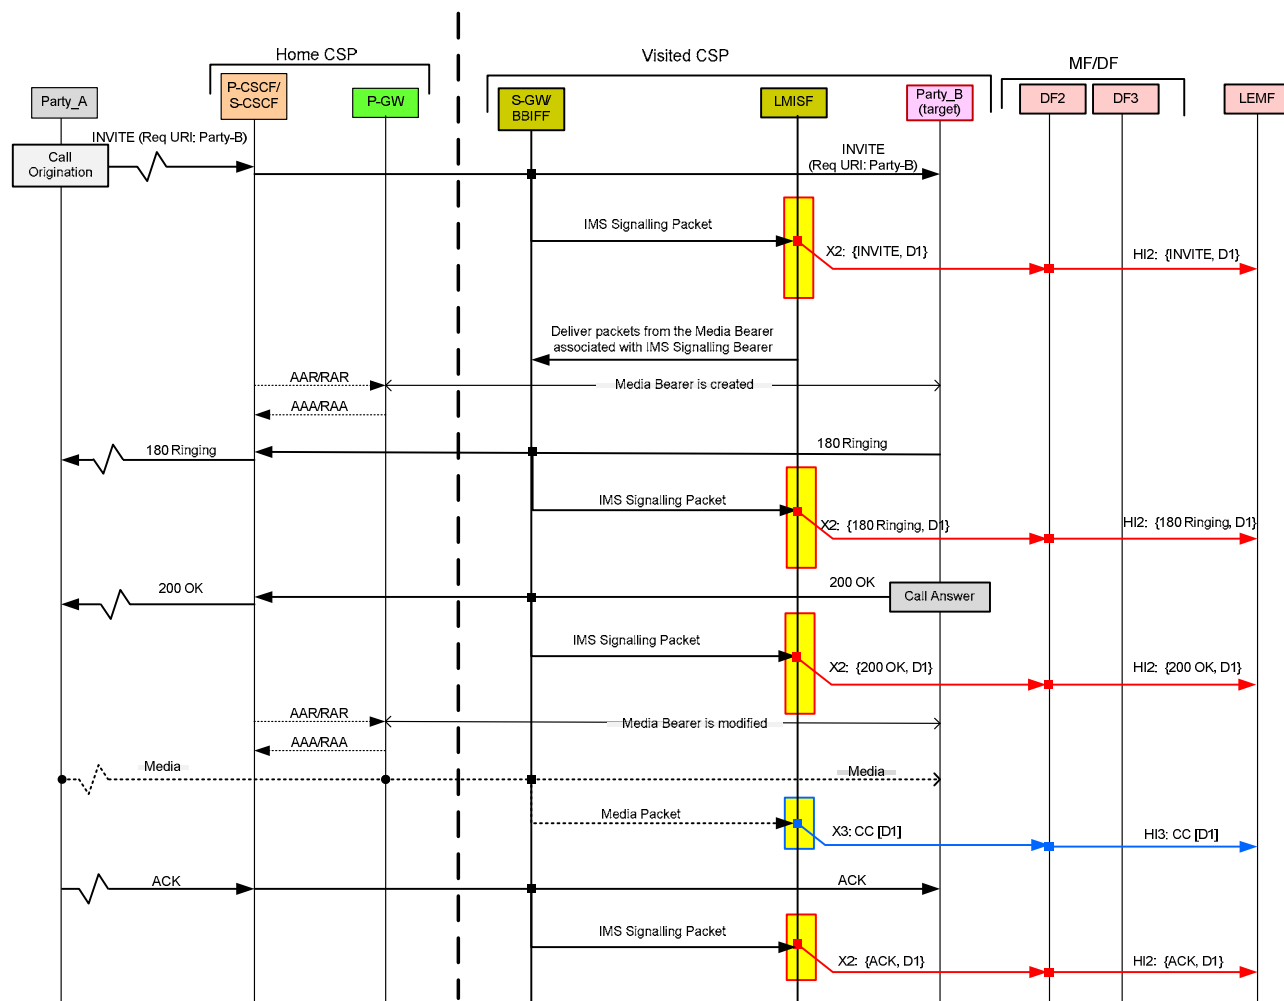 Home CSP
Visited CSP
MF/DF
Party_A
P-CSCF/
S-CSCF
P-GW
S-GW/
BBIFF
LMISF
Party_B
(target)
DF2
DF3
LEMF
Call
Origination
INVITE (Req URI: Party-B)
INVITE
(Req URI: Party-B)
IMS Signalling Packet
X2: {INVITE, D1}
HI2: {INVITE, D1}
Deliver packets from the Media Bearer
associated with IMS Signalling Bearer
AAR/RAR
Media Bearer is created
AAA/RAA
180 Ringing
180 Ringing
IMS Signalling Packet
X2: {180 Ringing, D1}
HI2: {180 Ringing, D1}
200 OK
200 OK
Call Answer
IMS Signalling Packet
X2: {200 OK, D1}
HI2: {200 OK, D1}
AAR/RAR
Media Bearer is modified
AAA/RAA
Media
Media
Media Packet
X3: CC [D1]
HI3: CC [D1]
ACK
ACK
IMS Signalling Packet
X2: {ACK, D1}
HI2: {ACK, D1}